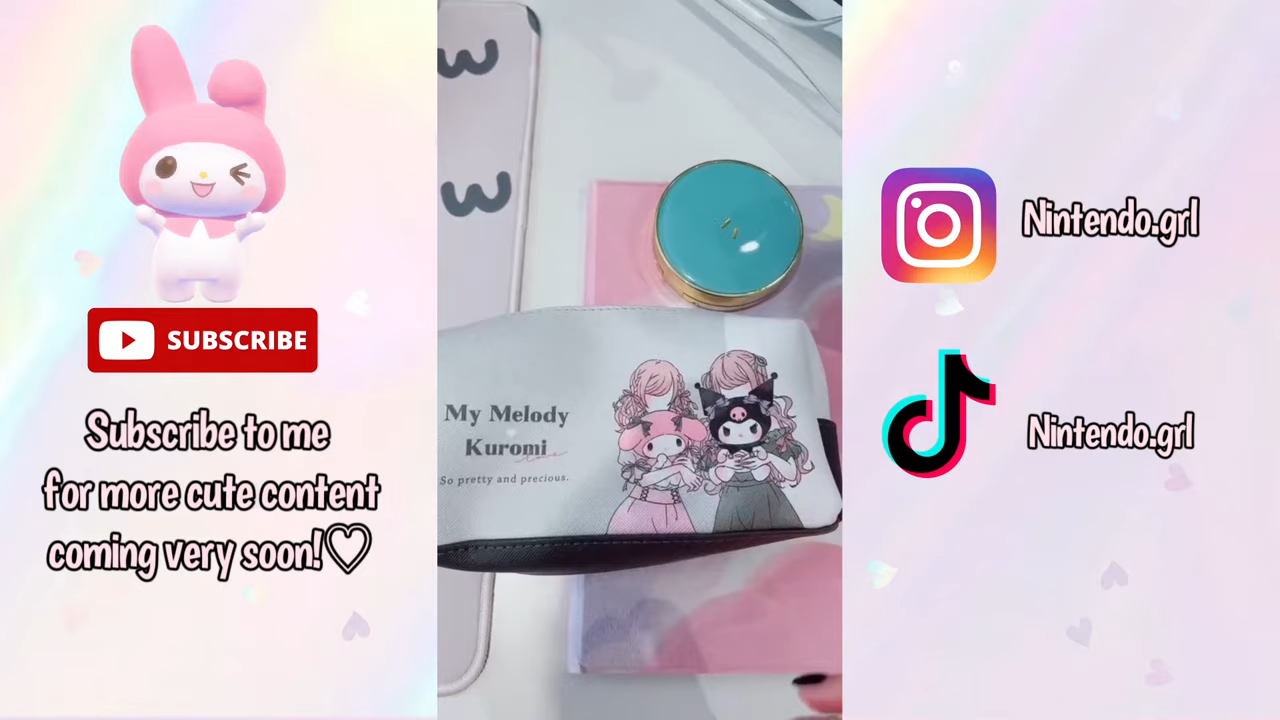 SUBSCRIBE
Subscribe to me
for more cute content
coming very soon!♡
w
w
My Melody
Kuromi
love
So pretty and precious.
Nintendo.grl
Nintendo.grl